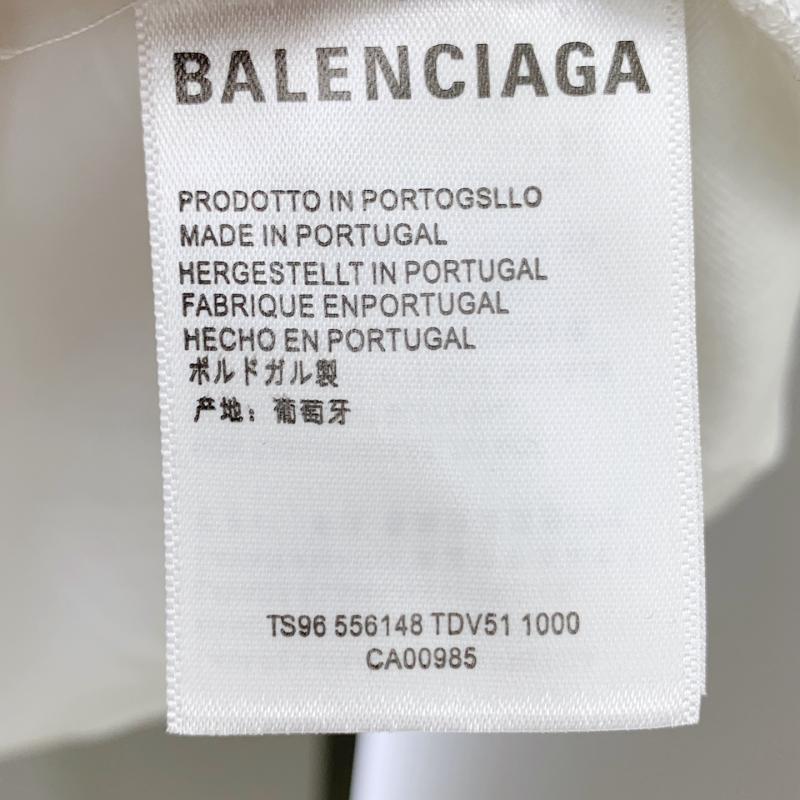 BALENCIAGA
PRODOTTO IN PORTOGSLLO
MADE IN PORTUGAL
HERGESTELLT IN PORTUGAL
FABRIQUE ENPORTUGAL
HECHO EN PORTUGAL
ポルドガル製
产地：葡萄牙
TS96 556148 TDV51 1000
CA00985